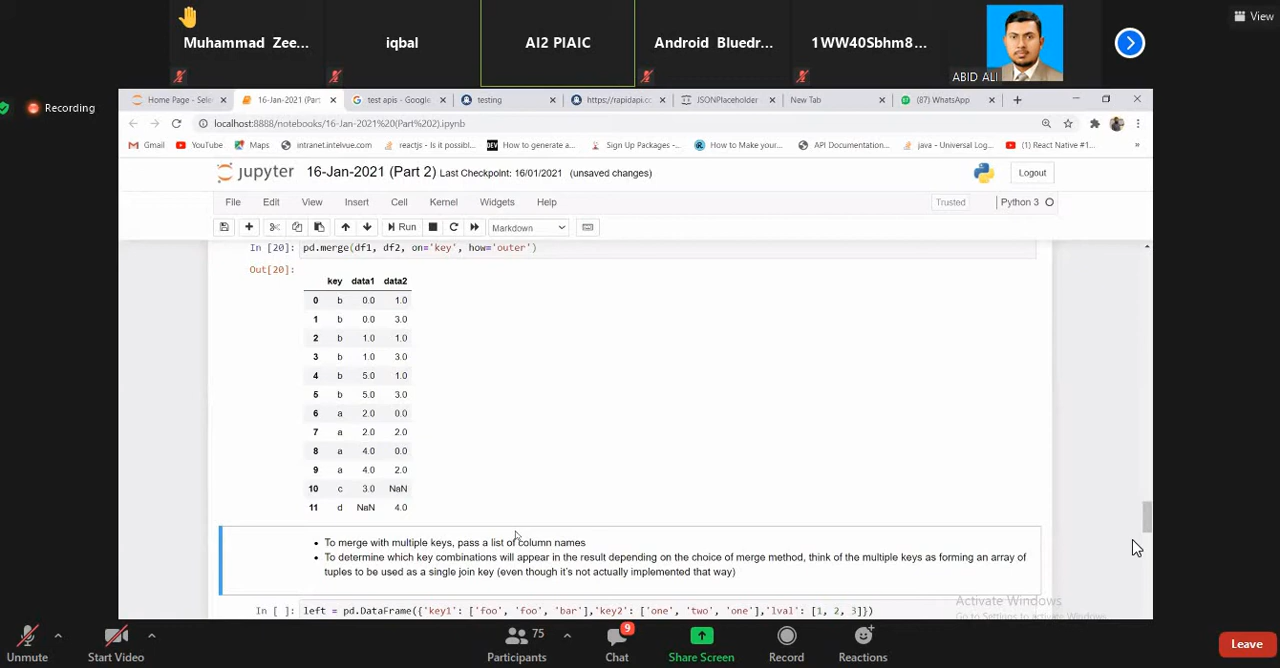 View
Muhammad Zee...
iqbal
AI2 PIAIC
Android Bluedr...
1WW40Sbhm8...
ABID ALI
Recording
Home Page - Sele
16-Jan-2021 (Part
test apis - Google
testing
https://rapidapi.co
JSONPlaceholder
New Tab
(87) WhatsApp
localhost:8888/notebooks/16-Jan-2021%20(Part%202).ipynb
Gmail
YouTube
Maps
intranet.intelvue.com
reactjs - Is it possibl...
DEV
How to generate a...
Sign Up Packages -...
How to Make your...
API Documentation...
java - Universal Log...
(1) React Native #1...
»
jupyter 16-Jan-2021 (Part 2) Last Checkpoint: 16/01/2021 (unsaved changes)
Logout
File Edit View Insert Cell Kernel Widgets Help
Trusted
Python 3
Run
Markdown
In [20]: pd.merge(df1, df2, on='key', how='outer')
Out[20]:
key data1 data2
0 b 0.0 1.0
1 b 0.0 3.0
2 b 1.0 1.0
3 b 1.0 3.0
4 b 5.0 1.0
5 b 5.0 3.0
6 a 2.0 0.0
7 a 2.0 2.0
8 a 4.0 0.0
9 a 4.0 2.0
10 c 3.0 NaN
11 d NaN 4.0
• To merge with multiple keys, pass a list of column names
• To determine which key combinations will appear in the result depending on the choice of merge method, think of the multiple keys as forming an array of
tuples to be used as a single join key (even though it's not actually implemented that way)
In [ ]: left = pd.DataFrame({'key1': ['foo', 'foo', 'bar'],'key2': ['one', 'two', 'one'],'lval': [1, 2, 3]})
Activate Windows
Go to Settings to activate Windows.
Unmute
Start Video
75
Participants
9
Chat
Share Screen
Record
Reactions
Leave